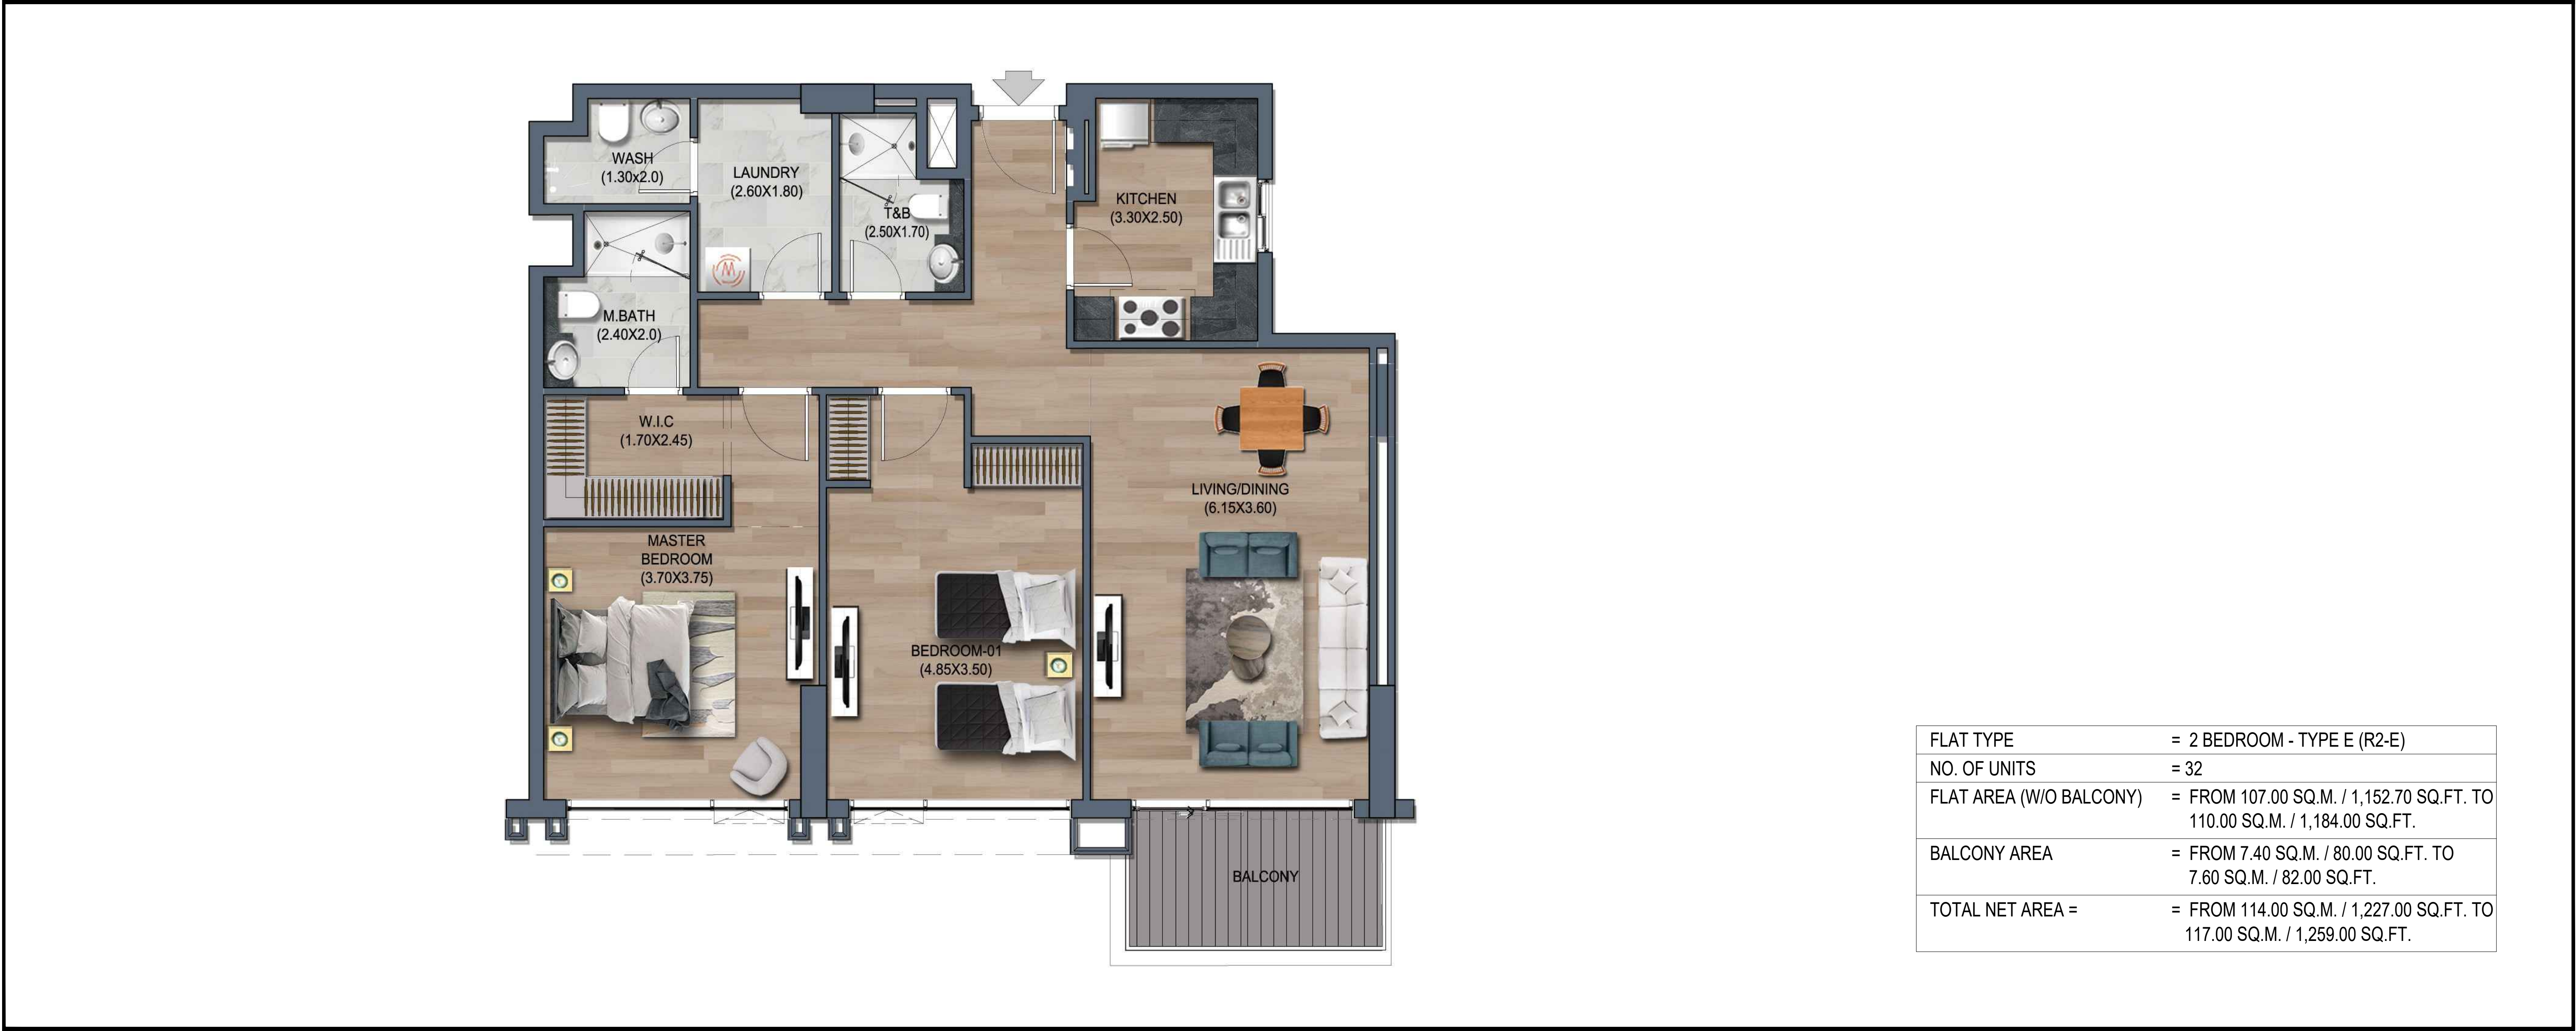 WASH
(1.30x2.0)
LAUNDRY
(2.60X1.80)
T&B
(2.50X1.70)
KITCHEN
(3.30X2.50)
M.BATH
(2.40X2.0)
W.I.C
(1.70X2.45)
LIVING/DINING
(6.15X3.60)
MASTER
BEDROOM
(3.70X3.75)
BEDROOM-01
(4.85X3.50)
BALCONY
M
FLAT TYPE = 2 BEDROOM - TYPE E (R2-E)
NO. OF UNITS = 32
FLAT AREA (W/O BALCONY) = FROM 107.00 SQ.M. / 1,152.70 SQ.FT. TO
110.00 SQ.M. / 1,184.00 SQ.FT.
BALCONY AREA = FROM 7.40 SQ.M. / 80.00 SQ.FT. TO
7.60 SQ.M. / 82.00 SQ.FT.
TOTAL NET AREA = = FROM 114.00 SQ.M. / 1,227.00 SQ.FT. TO
117.00 SQ.M. / 1,259.00 SQ.FT.